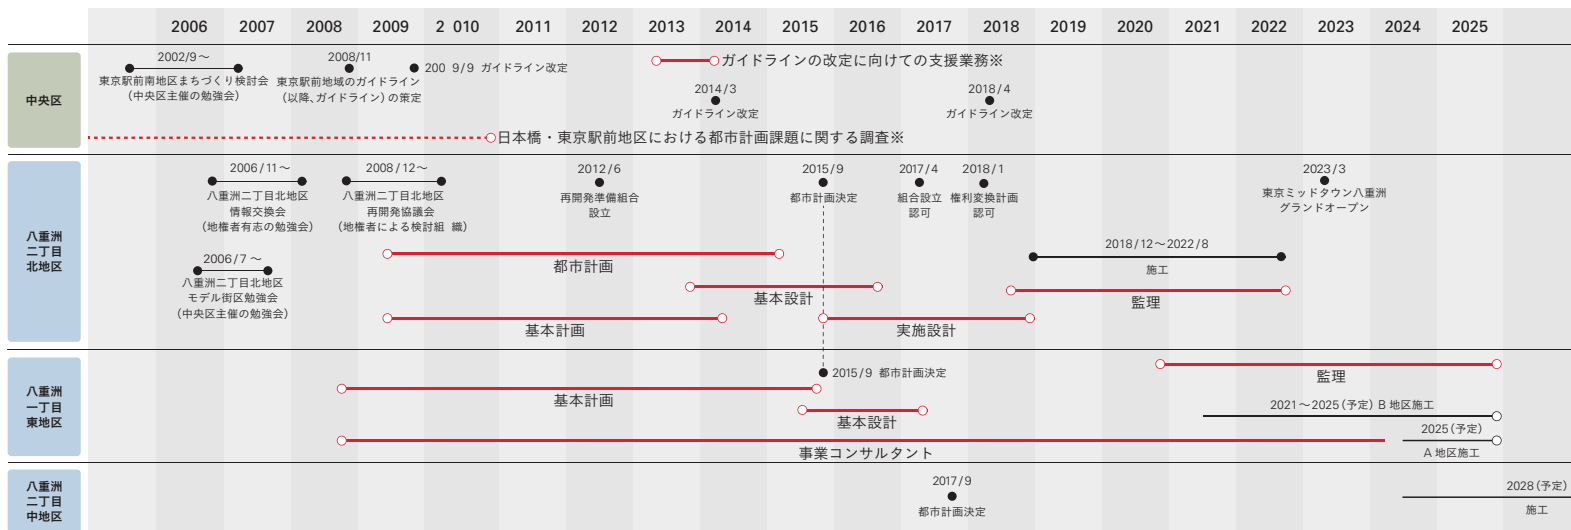 2006 2007 2008 2009 2 010 2011 2012 2013 2014 2015 2016 2017 2018 2019 2020 2021 2022 2023 2024 2025
中央区
2002/9～
東京駅前南地区まちづくり検討会
(中央区主催の勉強会)
2008/11
東京駅前地域のガイドライン
(以降、ガイドライン)の策定
200 9/9 ガイドライン改定
ガイドラインの改定に向けての支援業務※
2014/3
ガイドライン改定
2018/4
ガイドライン改定
日本橋・東京駅前地区における都市計画課題に関する調査※
八重洲
二丁目
北地区
2006/11～
八重洲二丁目北地区
情報交換会
(地権者有志の勉強会)
2008/12～
八重洲二丁目北地区
再開発協議会
(地権者による検討組 織)
2012/6
再開発準備組合
設立
2015/9
都市計画決定
2017/4
組合設立
認可
2018/1
権利変換計画
認可
2023/3
東京ミッドタウン八重洲
グランドオープン
2006/7 ～
八重洲二丁目北地区
モデル街区勉強会
(中央区主催の勉強会)
都市計画
2018/12～2022/8
施工
基本設計
監理
基本計画
実施設計
八重洲
一丁目
東地区
2015/9 都市計画決定
監理
基本計画
2021～2025(予定) B 地区施工
基本設計
2025(予定)
A 地区施工
事業コンサルタント
八重洲
二丁目
中地区
2017/9
都市計画決定
2028(予定)
施工